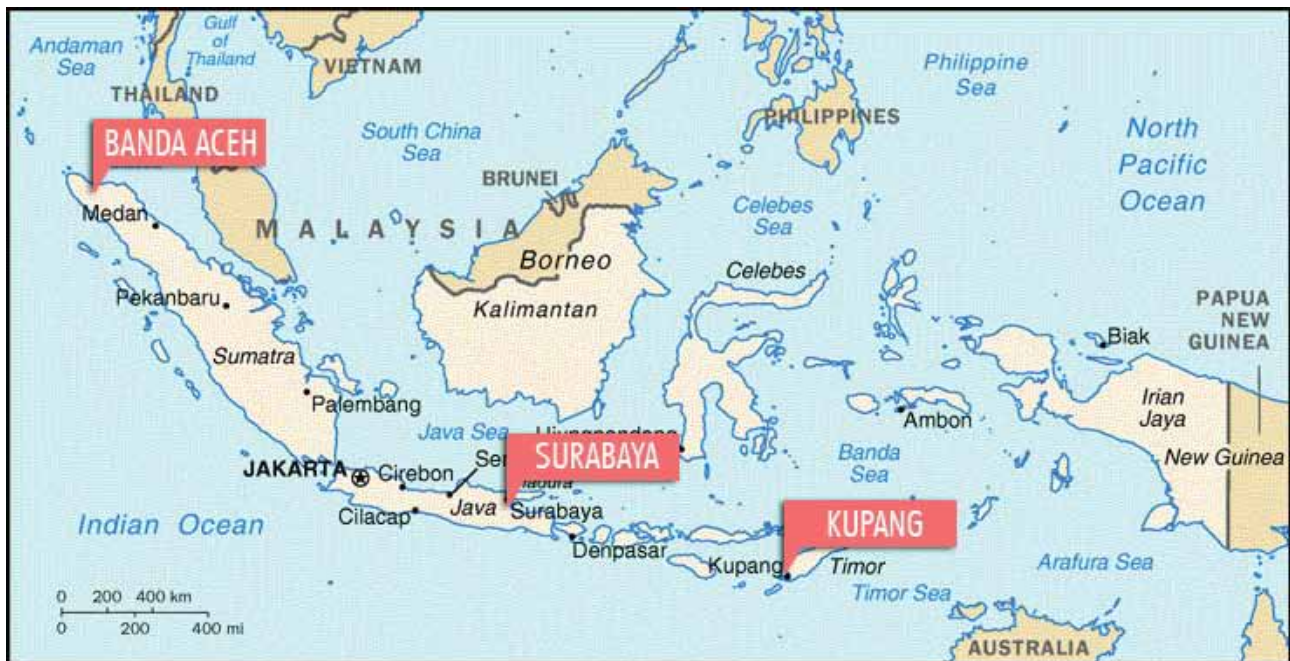 Andaman
Sea
Gulf
of
Thailand
VIETNAM
THAILAND
South China
Sea
PHILIPPINES
Philippine
Sea
North
Pacific
Ocean
BANDA ACEH
Medan
MALAYSIA
BRUNEI
Celebes
Sea
Borneo
Kalimantan
Celebes
Pekanbaru
Sumatra
Palembang
PAPUA
NEW
GUINEA
Biak
Irian
Jaya
New Guinea
Ambon
Java Sea
Banda
Sea
SURABAYA
JAKARTA
Cirebon
Java
Surabaya
Cilacap
Denpasar
KUPANG
Kupang
Timor
Indian Ocean
Timor Sea
Arafura Sea
AUSTRALIA
0 200 400 km
0 200 400 mi